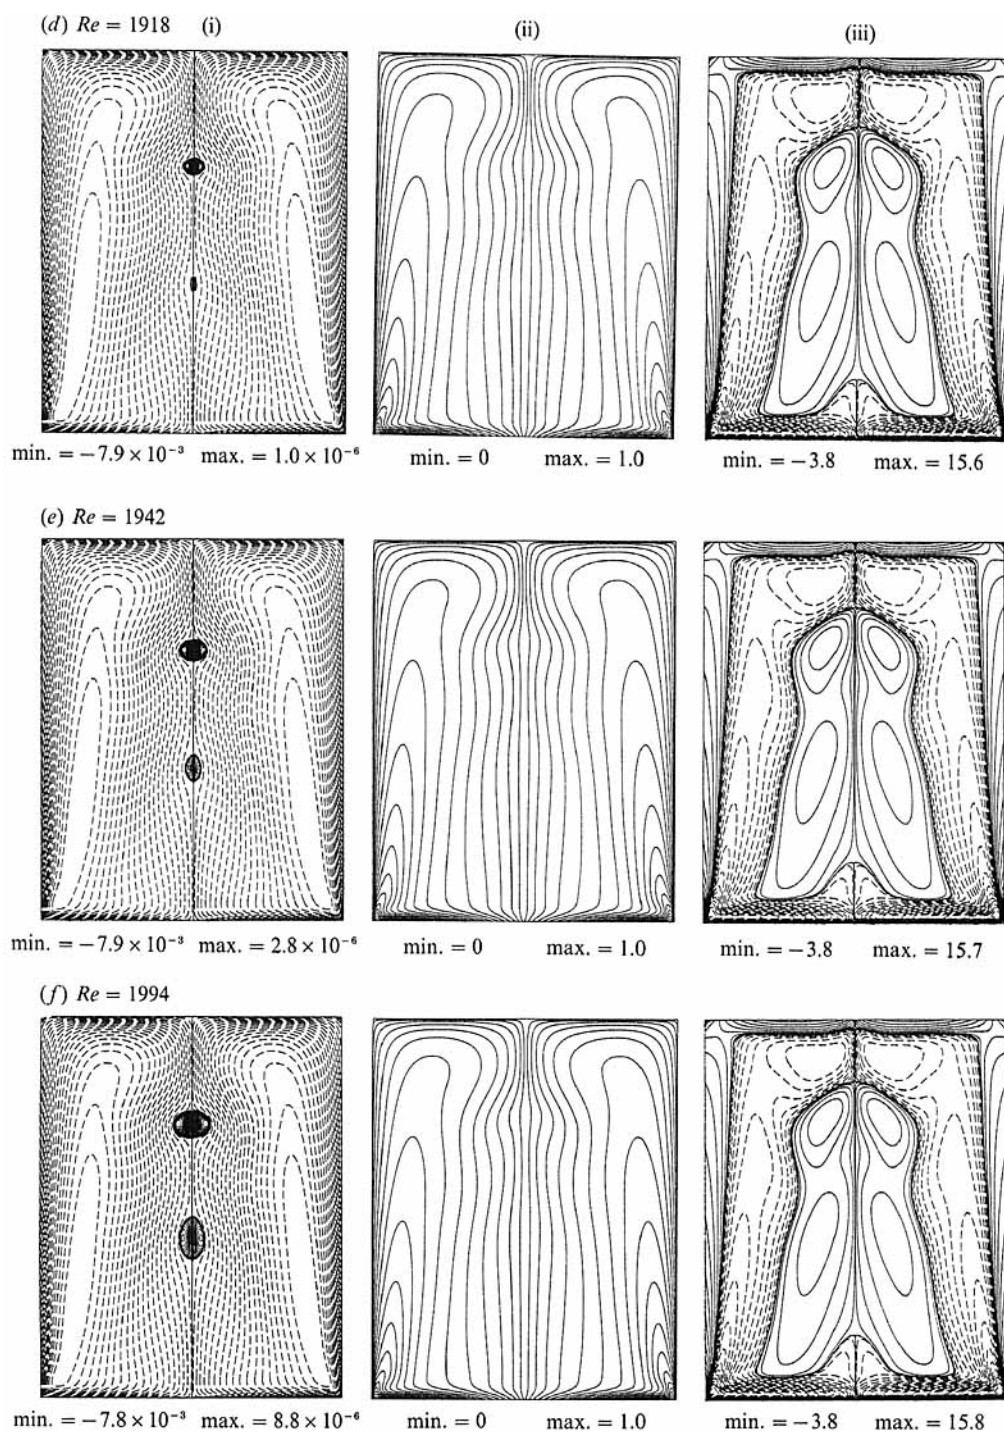 (d) Re = 1918 (i) (ii) (iii)
min. = −7.9 × 10⁻³ max. = 1.0 × 10⁻⁶ min. = 0 max. = 1.0 min. = −3.8 max. = 15.6
(e) Re = 1942
min. = −7.9 × 10⁻³ max. = 2.8 × 10⁻⁶ min. = 0 max. = 1.0 min. = −3.8 max. = 15.7
(f) Re = 1994
min. = −7.8 × 10⁻³ max. = 8.8 × 10⁻⁶ min. = 0 max. = 1.0 min. = −3.8 max. = 15.8